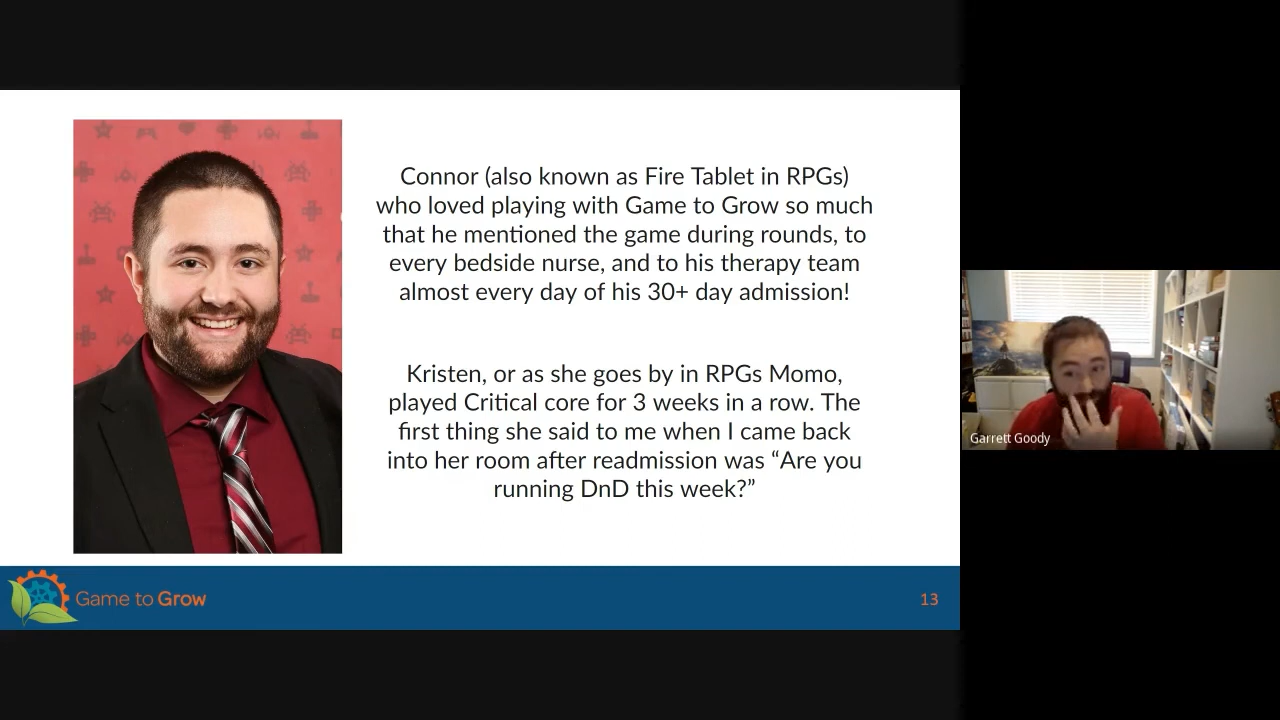 Connor (also known as Fire Tablet in RPGs)
who loved playing with Game to Grow so much
that he mentioned the game during rounds, to
every bedside nurse, and to his therapy team
almost every day of his 30+ day admission!
Kristen, or as she goes by in RPGs Momo,
played Critical core for 3 weeks in a row. The
first thing she said to me when I came back
into her room after readmission was “Are you
running DnD this week?”
Garrett Goody
Game to Grow
13